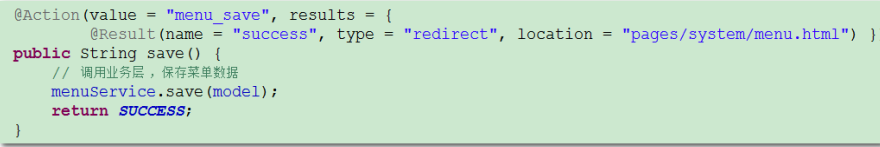 @Action(value = "menu_save", results = {
        @Result(name = "success", type = "redirect", location = "pages/system/menu.html") }
public String save() {
    // 调用业务层 ，保存菜单数据
    menuService.save(model);
    return SUCCESS;
}